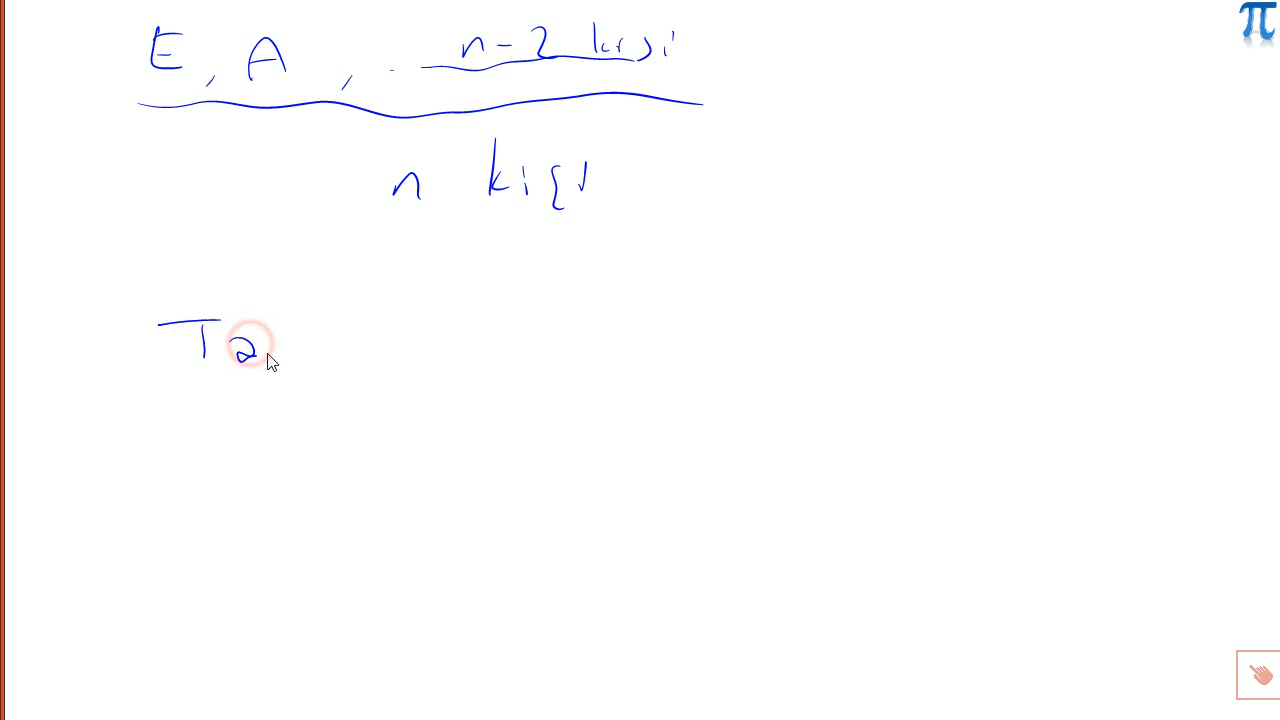 E, A, . n-2 kişi
n kişi
Ta
π